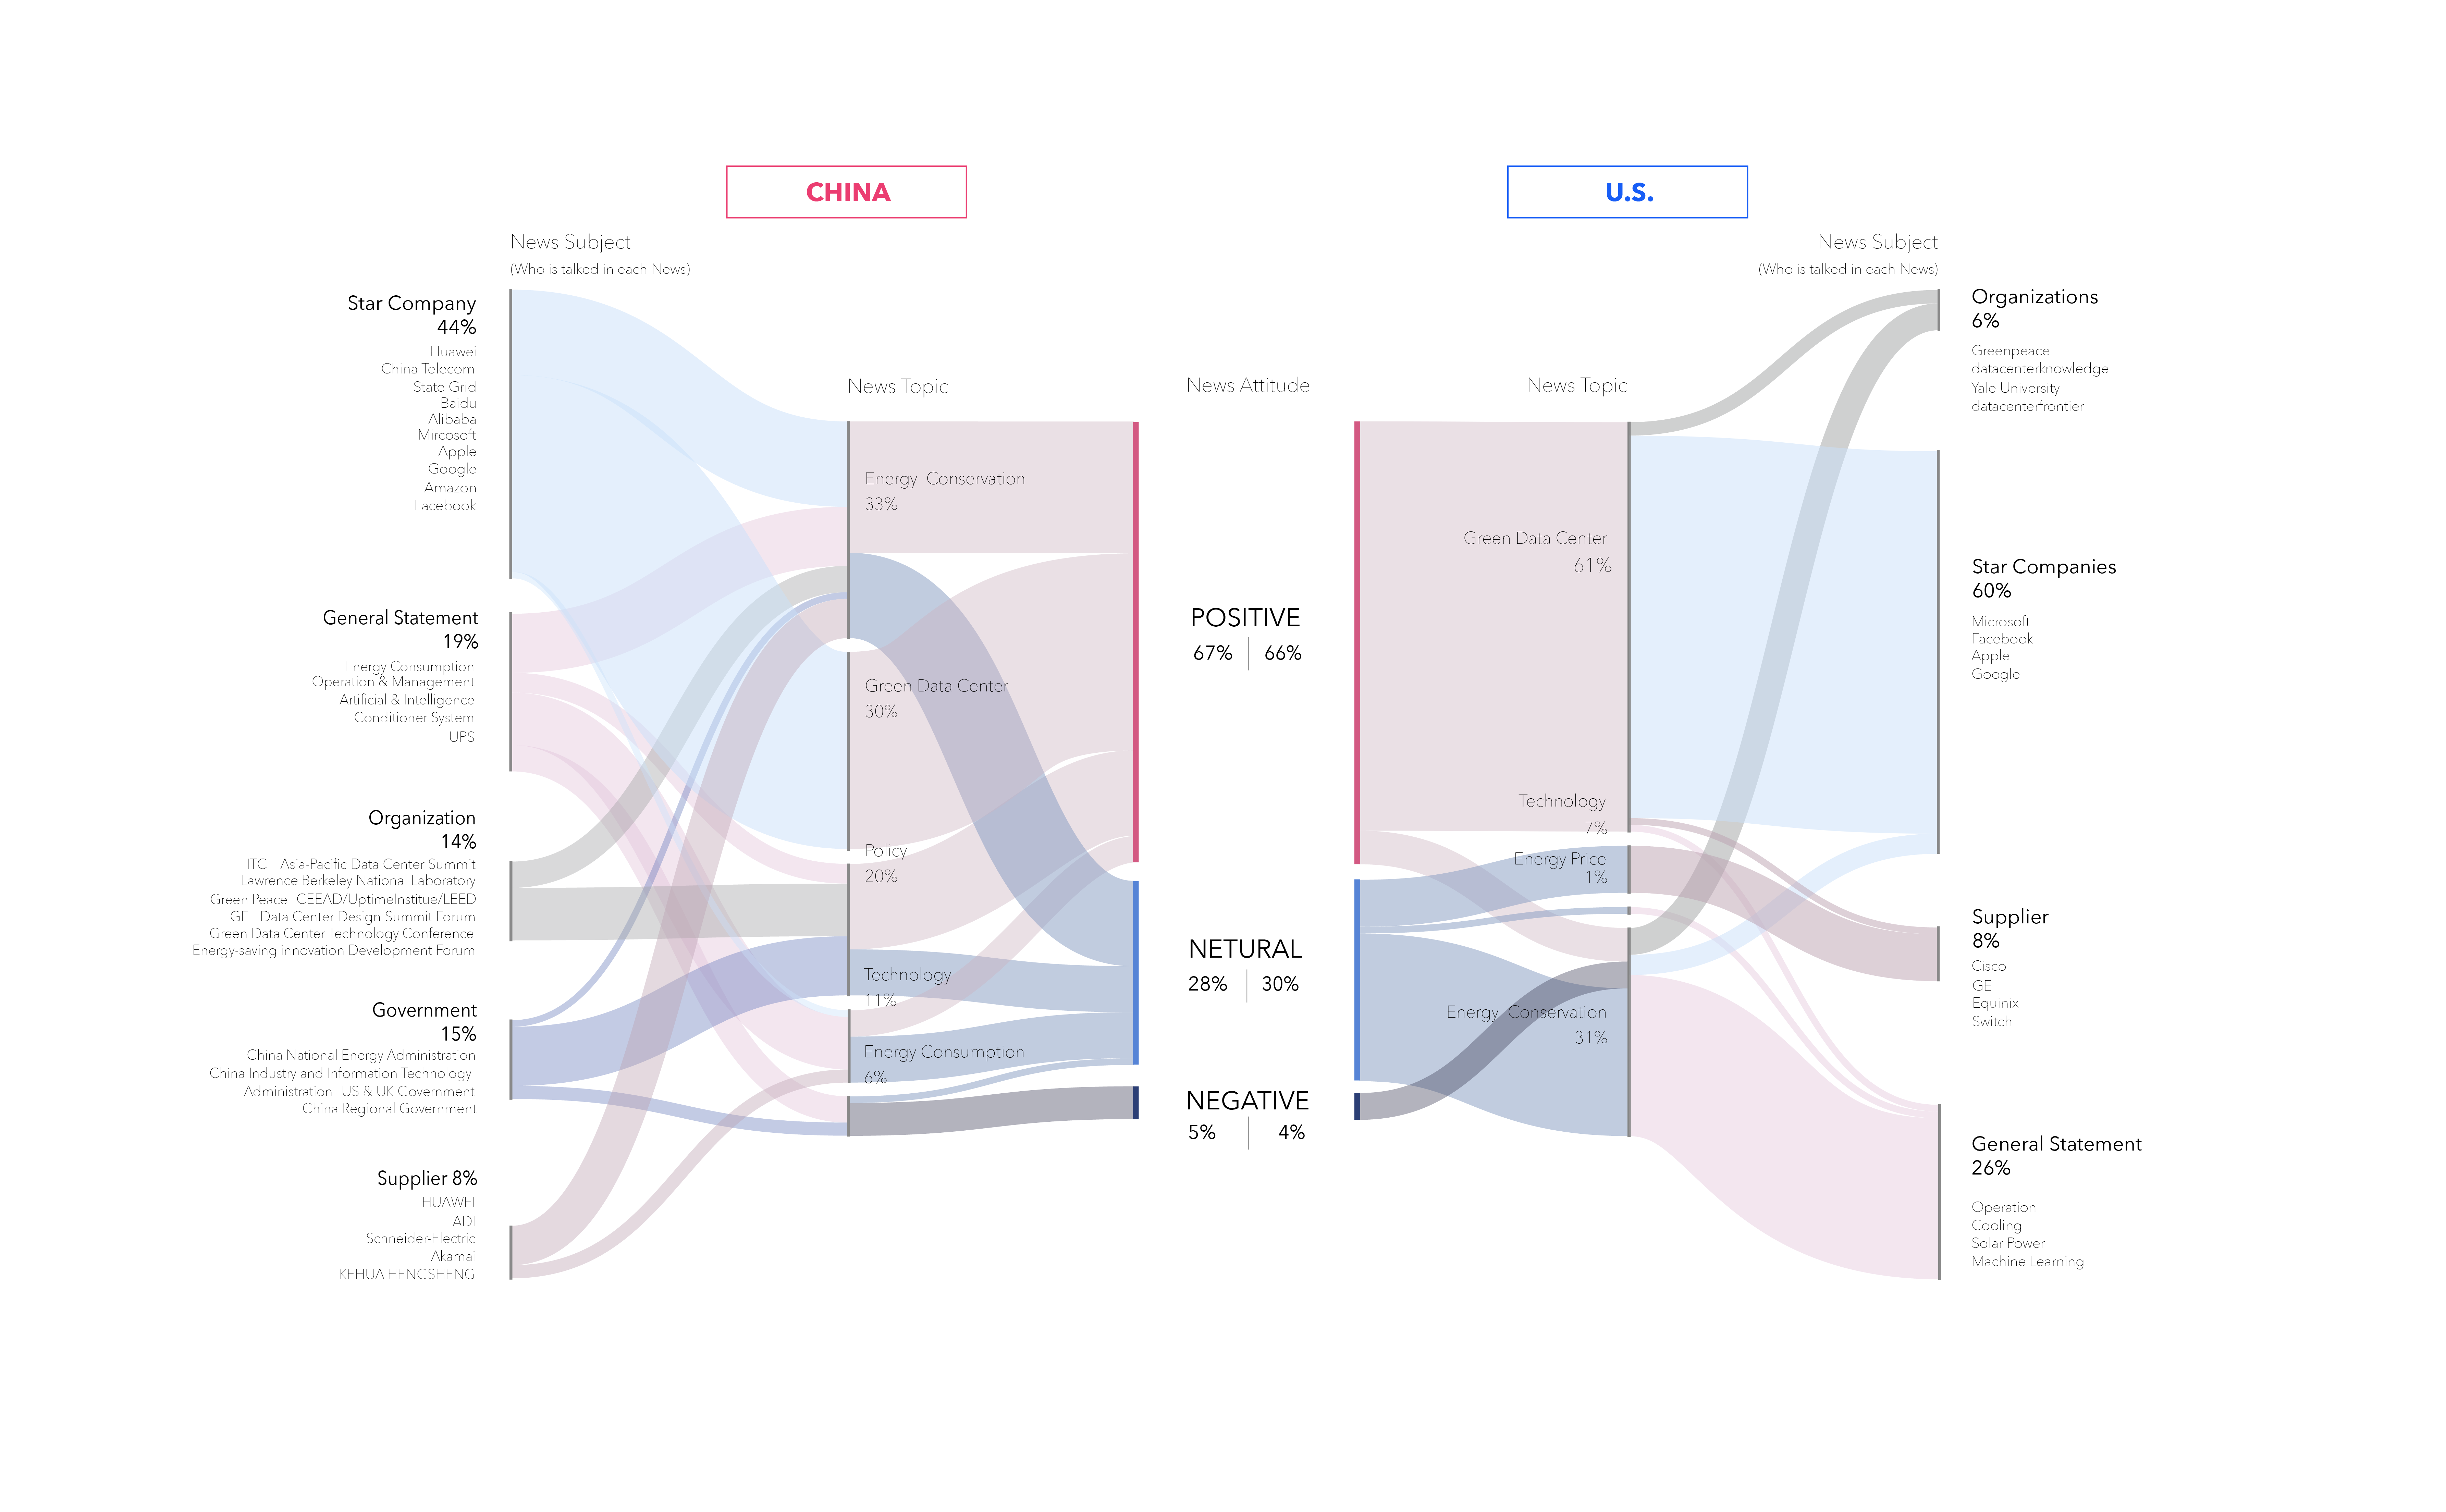 CHINA
U.S.
News Subject
(Who is talked in each News)
Star Company
44%
Huawei
China Telecom
State Grid
Baidu
Alibaba
Mircosoft
Apple
Google
Amazon
Facebook
General Statement
19%
Energy Consumption
Operation & Management
Artificial & Intelligence
Conditioner System
UPS
Organization
14%
ITC Asia-Pacific Data Center Summit
Lawrence Berkeley National Laboratory
Green Peace CEEAD/UptimeInstitue/LEED
GE Data Center Design Summit Forum
Green Data Center Technology Conference
Energy-saving innovation Development Forum
Government
15%
China National Energy Administration
China Industry and Information Technology
Administration US & UK Government
China Regional Government
Supplier 8%
HUAWEI
ADI
Schneider-Electric
Akamai
KEHUA HENGSHENG
News Topic
Energy Conservation
33%
Green Data Center
30%
Policy
20%
Technology
11%
Energy Consumption
6%
News Attitude
POSITIVE
67% 66%
NETURAL
28% 30%
NEGATIVE
5% 4%
News Topic
Green Data Center
61%
Technology
7%
Energy Price
1%
Energy Conservation
31%
News Subject
(Who is talked in each News)
Organizations
6%
Greenpeace
datacenterknowledge
Yale University
datacenterfrontier
Star Companies
60%
Microsoft
Facebook
Apple
Google
Supplier
8%
Cisco
GE
Equinix
Switch
General Statement
26%
Operation
Cooling
Solar Power
Machine Learning